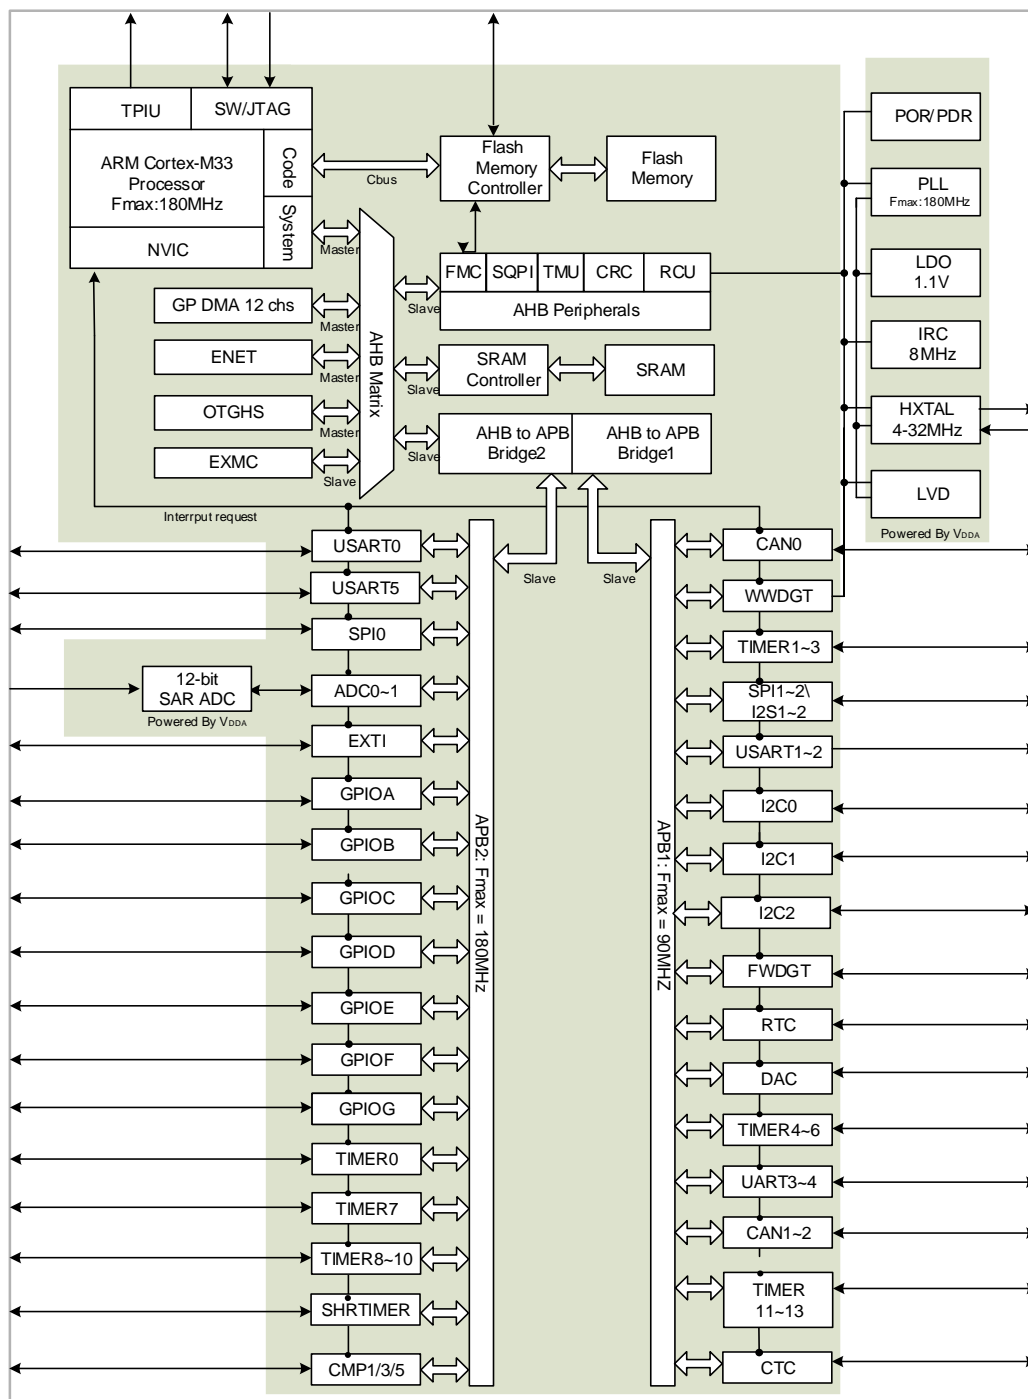 TPIU
SW/JTAG
ARM Cortex-M33
Processor
Fmax:180MHz
Code
System
NVIC
Cbus
Flash
Memory
Controller
Flash
Memory
POR/PDR
PLL
Fmax:180MHz
LDO
1.1V
IRC
8MHz
HXTAL
4-32MHz
LVD
Powered By VDDA
Master
FMC
SQPI
TMU
CRC
RCU
AHB Peripherals
Slave
GP DMA 12 chs
Master
ENET
Master
OTGHS
Master
EXMC
Slave
AHB Matrix
SRAM
Controller
SRAM
Slave
AHB to APB
Bridge2
AHB to APB
Bridge1
Slave
Interrput request
Slave
Slave
USART0
USART5
SPI0
12-bit
SAR ADC
Powered By VDDA
ADC0~1
EXTI
GPIOA
GPIOB
GPIOC
GPIOD
GPIOE
GPIOF
GPIOG
TIMER0
TIMER7
TIMER8~10
SHRTIMER
CMP1/3/5
APB2: Fmax = 180MHz
APB1: Fmax = 90MHZ
CAN0
WWDGT
TIMER1~3
SPI1~2\
I2S1~2
USART1~2
I2C0
I2C1
I2C2
FWDGT
RTC
DAC
TIMER4~6
UART3~4
CAN1~2
TIMER
11~13
CTC